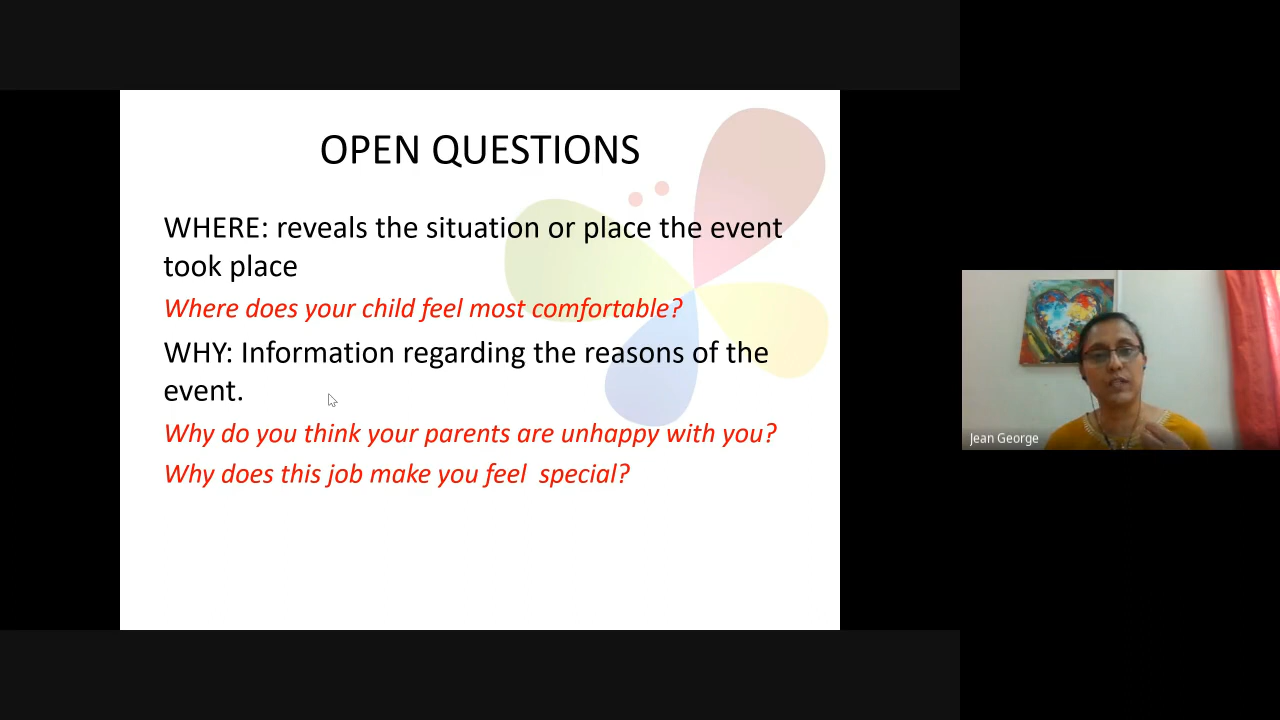 OPEN QUESTIONS
WHERE: reveals the situation or place the event
took place
Where does your child feel most comfortable?
WHY: Information regarding the reasons of the
event.
Why do you think your parents are unhappy with you?
Why does this job make you feel  special?
Jean George